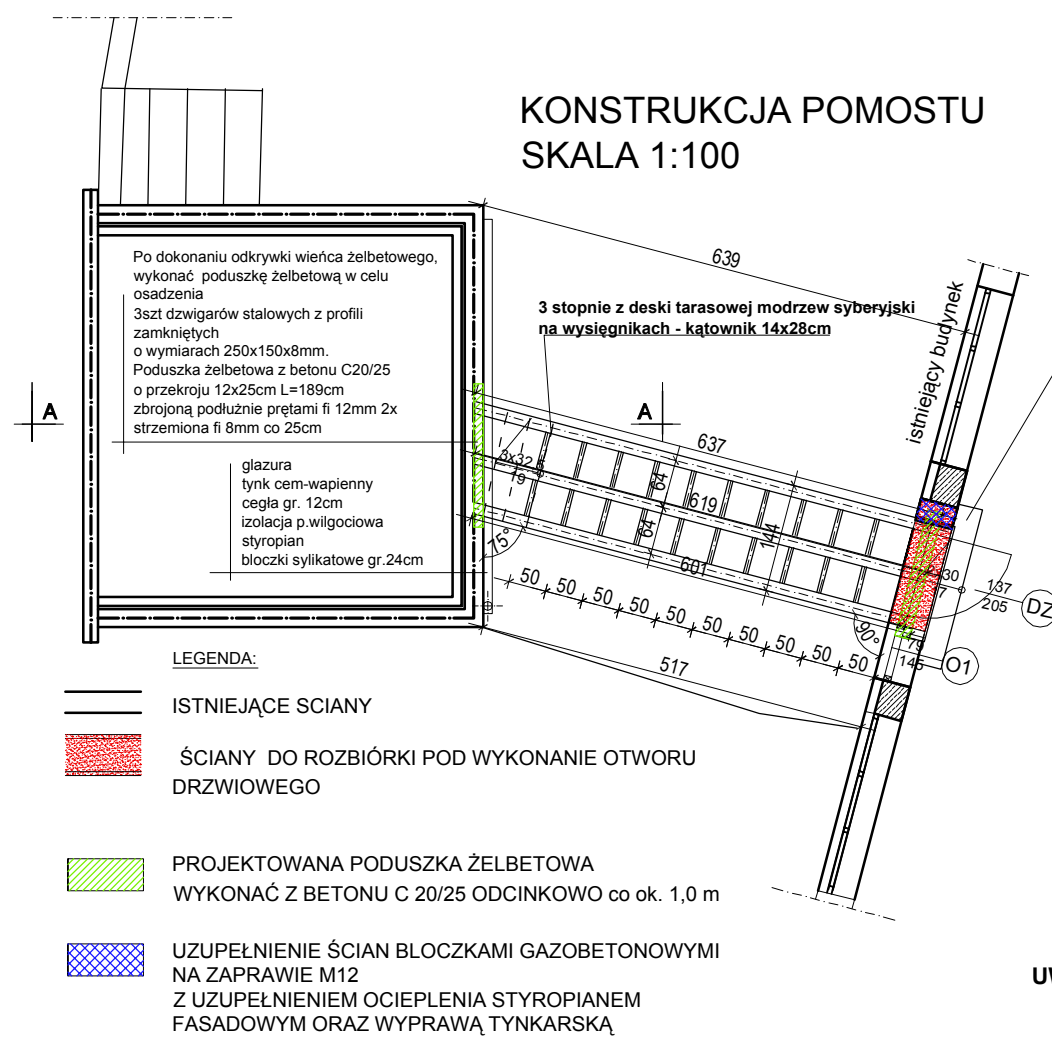 KONSTRUKCJA POMOSTU
SKALA 1:100
Po dokonaniu odkrywki wieńca żelbetowego,
wykonać poduszkę żelbetową w celu
osadzenia
3szt dzwigarów stalowych z profili
zamkniętych
o wymiarach 250x150x8mm.
Poduszka żelbetowa z betonu C20/25
o przekroju 12x25cm L=189cm
zbrojoną podłużnie prętami fi 12mm 2x
strzemiona fi 8mm co 25cm
glazura
tynk cem-wapienny
cegła gr. 12cm
izolacja p.wilgociowa
styropian
bloczki sylikatowe gr.24cm
639
3 stopnie z deski tarasowej modrzew syberyjski
na wysięgnikach - kątownik 14x28cm
istniejący budynek
A
A
637
3x32,5
19
64
619
64
144
75°
601
30
7
137
205
DZ
50
50
50
50
50
50
50
50
50
50
90°
79
145
O1
517
LEGENDA:
ISTNIEJĄCE SCIANY
ŚCIANY DO ROZBIÓRKI POD WYKONANIE OTWORU
DRZWIOWEGO
PROJEKTOWANA PODUSZKA ŻELBETOWA
WYKONAĆ Z BETONU C 20/25 ODCINKOWO co ok. 1,0 m
UZUPEŁNIENIE ŚCIAN BLOCZKAMI GAZOBETONOWYMI
NA ZAPRAWIE M12
Z UZUPEŁNIENIEM OCIEPLENIA STYROPIANEM
FASADOWYM ORAZ WYPRAWĄ TYNKARSKĄ